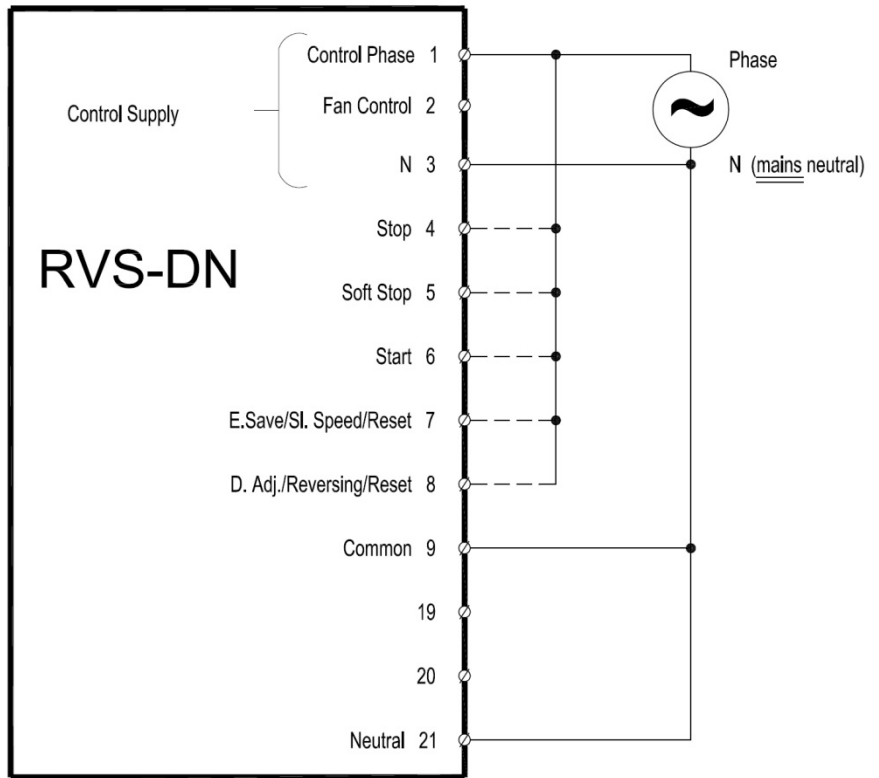 Control Phase 1
Phase
Control Supply
Fan Control 2
N 3
N (mains neutral)
Stop 4
RVS-DN
Soft Stop 5
Start 6
E.Save/Sl. Speed/Reset 7
D. Adj./Reversing/Reset 8
Common 9
19
20
Neutral 21